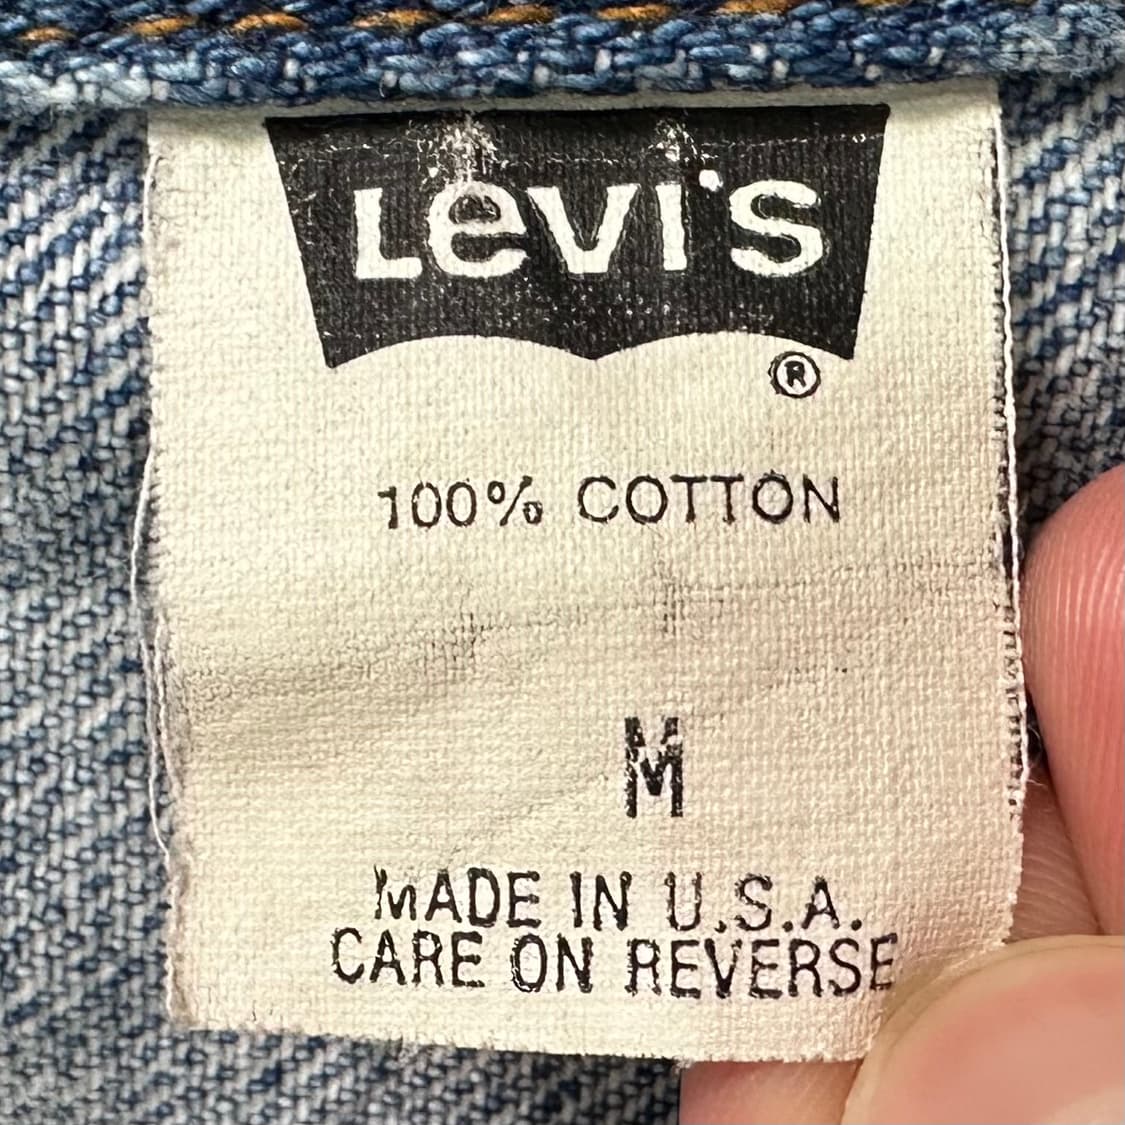 Levi's
®
100% COTTON
M
MADE IN U.S.A.
CARE ON REVERSE